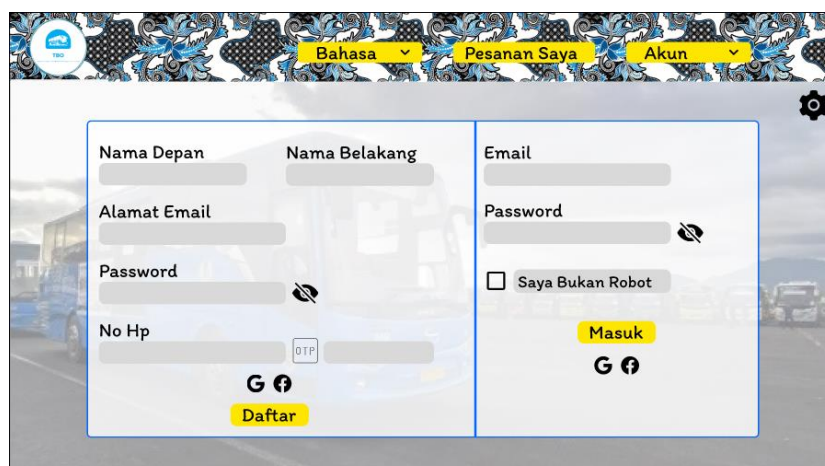 TBO
Bahasa
Pesanan Saya
Akun
Nama Depan
Nama Belakang
Alamat Email
Password
No Hp
OTP
Daftar
Email
Password
Saya Bukan Robot
Masuk